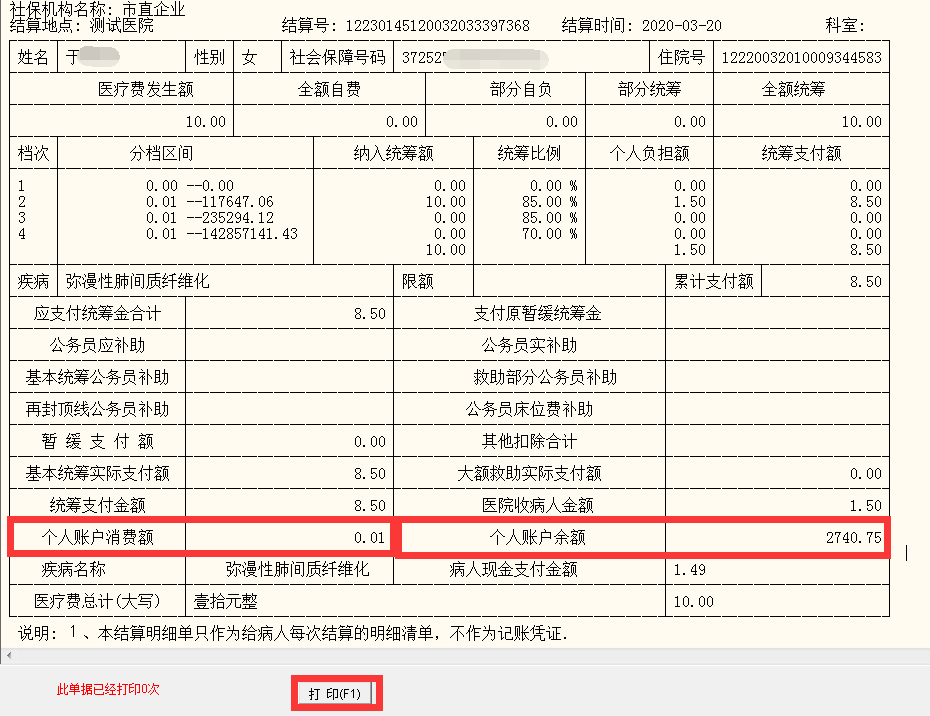 社保机构名称: 市直企业
结算地点: 测试医院 结算号: 12230145120032033397368 结算时间: 2020-03-20 科室:
姓名 于 性别 女 社会保障号码 37252 住院号 12220032010009344583
医疗费发生额 全额自费 部分自负 部分统筹 全额统筹
10.00 0.00 0.00 0.00 10.00
档次 分档区间 纳入统筹额 统筹比例 个人负担额 统筹支付额
1 0.00 --0.00 0.00 0.00 % 0.00 0.00
2 0.01 --117647.06 10.00 85.00 % 1.50 8.50
3 0.01 --235294.12 0.00 85.00 % 0.00 0.00
4 0.01 --142857141.43 0.00 70.00 % 0.00 0.00
10.00 1.50 8.50
疾病 弥漫性肺间质纤维化 限额 累计支付额 8.50
应支付统筹金合计 8.50 支付原暂缓统筹金
公务员应补助 公务员实补助
基本统筹公务员补助 救助部分公务员补助
再封顶线公务员补助 公务员床位费补助
暂 缓 支 付 额 0.00 其他扣除合计
基本统筹实际支付额 8.50 大额救助实际支付额 0.00
统筹支付金额 8.50 医院收病人金额 1.50
个人账户消费额 0.01 个人账户余额 2740.75
疾病名称 弥漫性肺间质纤维化 病人现金支付金额 1.49
医疗费总计(大写) 壹拾元整 10.00
说明: 1 、本结算明细单只作为给病人每次结算的明细清单, 不作为记账凭证.
此单据已经打印0次
打 印(F1)